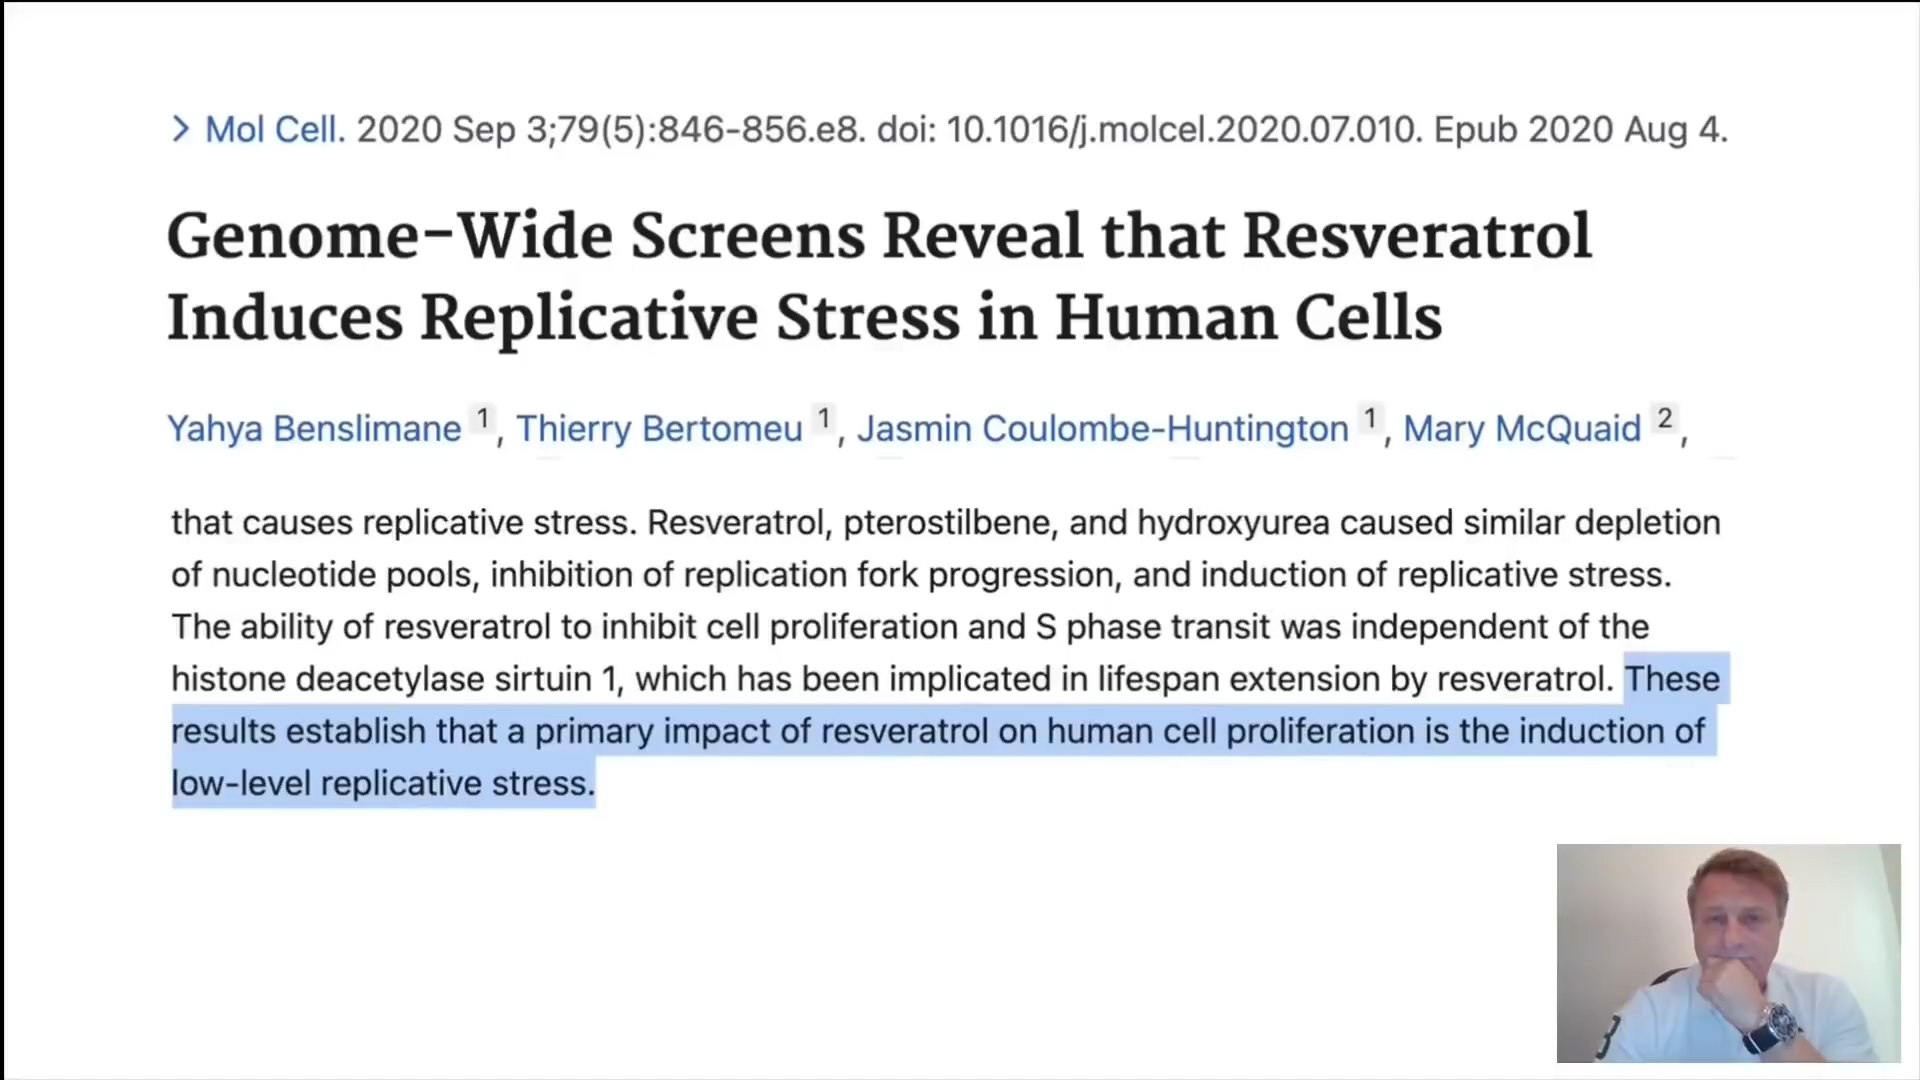 > Mol Cell. 2020 Sep 3;79(5):846-856.e8. doi: 10.1016/j.molcel.2020.07.010. Epub 2020 Aug 4.
Genome-Wide Screens Reveal that Resveratrol
Induces Replicative Stress in Human Cells
Yahya Benslimane 1, Thierry Bertomeu 1, Jasmin Coulombe-Huntington 1, Mary McQuaid 2,
that causes replicative stress. Resveratrol, pterostilbene, and hydroxyurea caused similar depletion
of nucleotide pools, inhibition of replication fork progression, and induction of replicative stress.
The ability of resveratrol to inhibit cell proliferation and S phase transit was independent of the
histone deacetylase sirtuin 1, which has been implicated in lifespan extension by resveratrol. These
results establish that a primary impact of resveratrol on human cell proliferation is the induction of
low-level replicative stress.